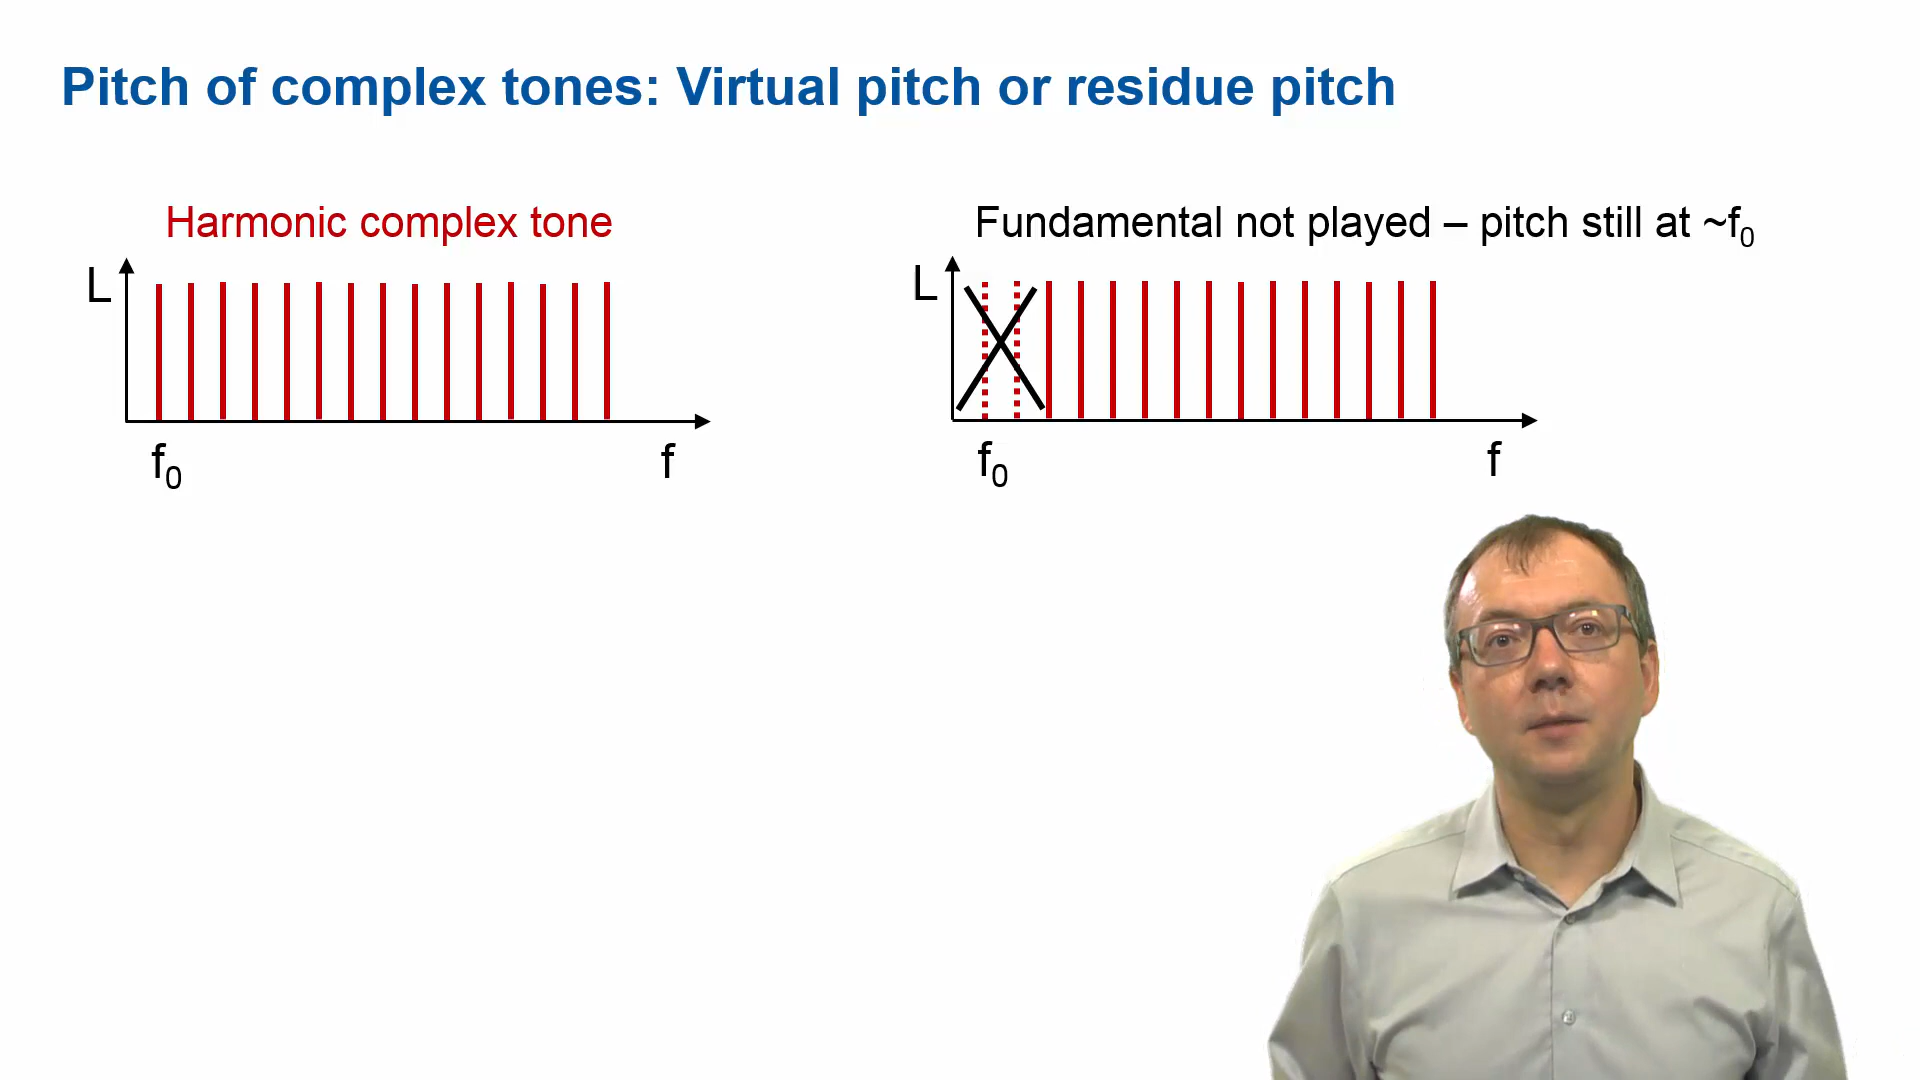 Pitch of complex tones: Virtual pitch or residue pitch
Harmonic complex tone
L
f₀
f
Fundamental not played – pitch still at ~f₀
L
f₀
f